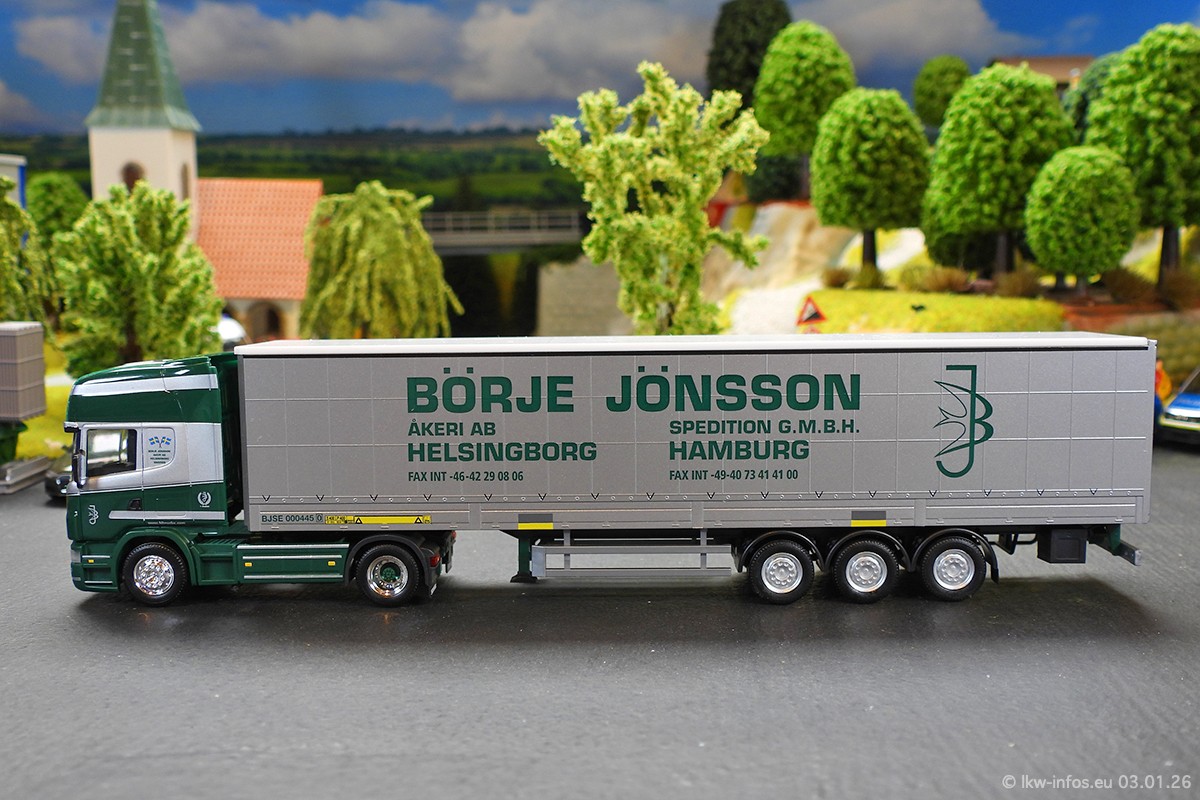 BÖRJE JÖNSSON
ÅKERI AB
HELSINGBORG
FAX INT -46-42 29 08 06
SPEDITION G.M.B.H.
HAMBURG
FAX INT -49-40 73 41 41 00
JB
BJSE 000445 0
© lkw-infos.eu 03.01.26